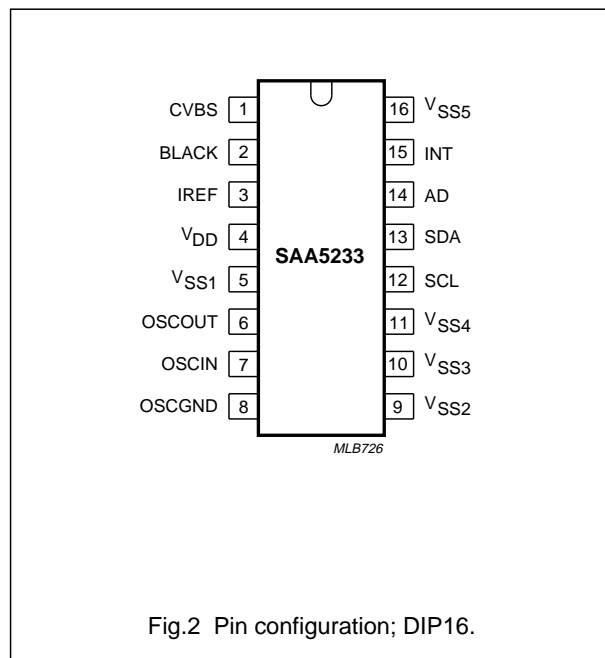 CVBS 1 16 VSS5
BLACK 2 15 INT
IREF 3 14 AD
VDD 4 13 SDA
SAA5233
VSS1 5 12 SCL
OSCOUT 6 11 VSS4
OSCIN 7 10 VSS3
OSCGND 8 9 VSS2
MLB726
Fig.2 Pin configuration; DIP16.